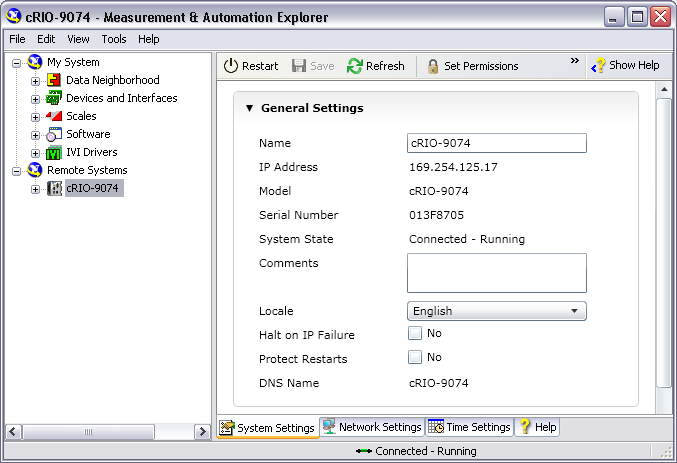 cRIO-9074 - Measurement & Automation Explorer
File Edit View Tools Help
My System
Data Neighborhood
Devices and Interfaces
Scales
Software
IVI Drivers
Remote Systems
cRIO-9074
Restart Save Refresh Set Permissions » Show Help
General Settings
Name cRIO-9074
IP Address 169.254.125.17
Model cRIO-9074
Serial Number 013F8705
System State Connected - Running
Comments
Locale English
Halt on IP Failure No
Protect Restarts No
DNS Name cRIO-9074
System Settings Network Settings Time Settings Help
Connected - Running